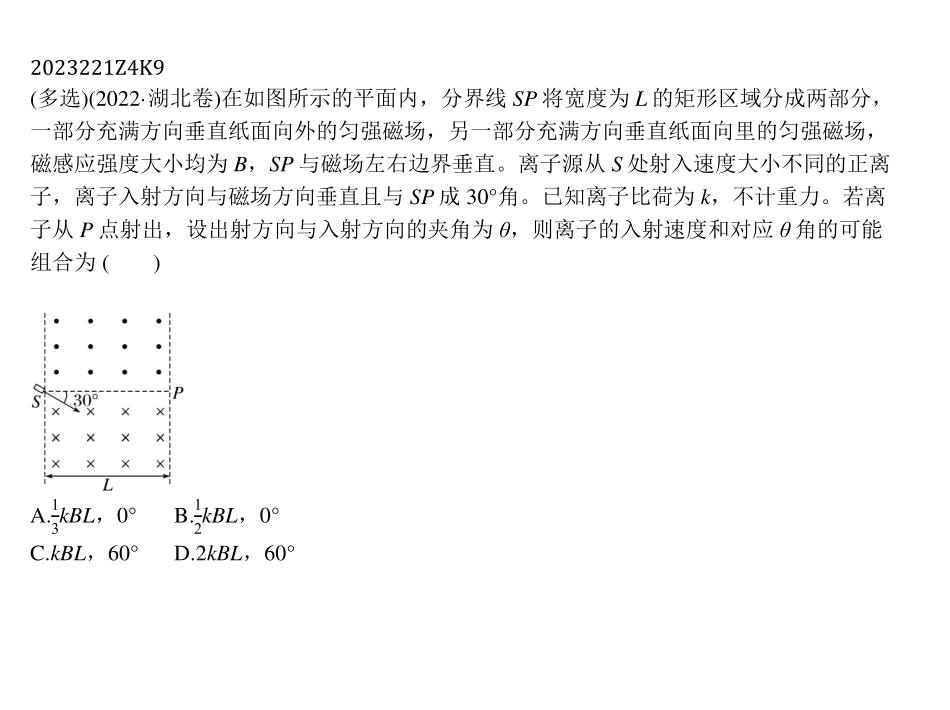 2023221Z4K9
(多选)(2022·湖北卷)在如图所示的平面内，分界线 SP 将宽度为 L 的矩形区域分成两部分，
一部分充满方向垂直纸面向外的匀强磁场，另一部分充满方向垂直纸面向里的匀强磁场，
磁感应强度大小均为 B，SP 与磁场左右边界垂直。离子源从 S 处射入速度大小不同的正离
子，离子入射方向与磁场方向垂直且与 SP 成 30°角。已知离子比荷为 k，不计重力。若离
子从 P 点射出，设出射方向与入射方向的夹角为 θ，则离子的入射速度和对应 θ 角的可能
组合为 (　　)
S 30° P
L
A.\frac{1}{3}kBL，0°　B.\frac{1}{2}kBL，0°
C.kBL，60°　D.2kBL，60°